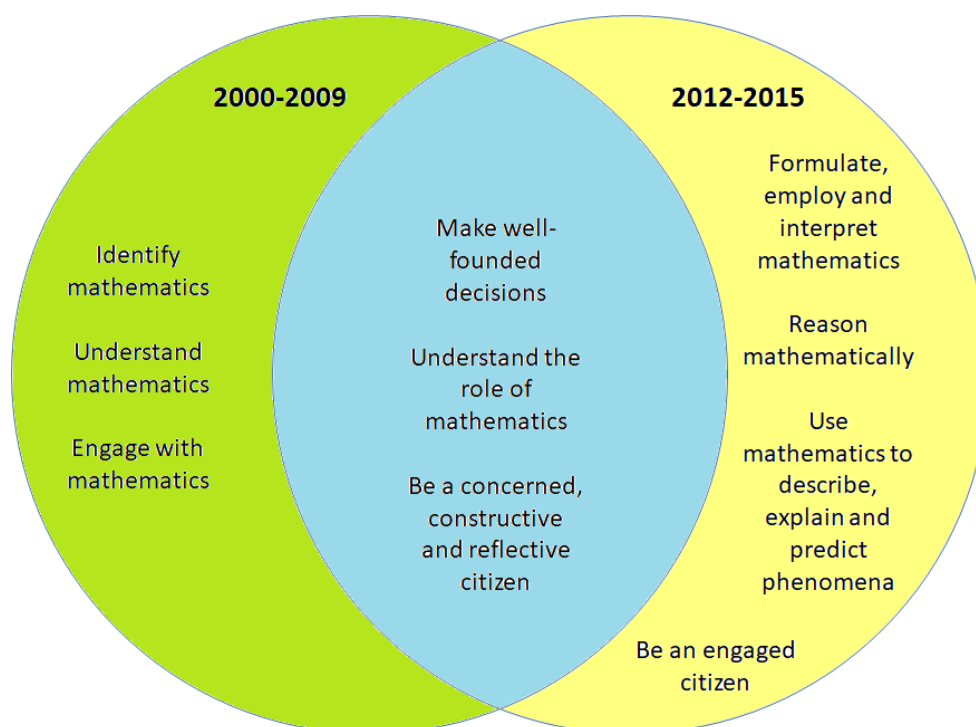 2000-2009
Identify
mathematics
Understand
mathematics
Engage with
mathematics
Make well-
founded
decisions
Understand the
role of
mathematics
Be a concerned,
constructive
and reflective
citizen
2012-2015
Formulate,
employ and
interpret
mathematics
Reason
mathematically
Use
mathematics to
describe,
explain and
predict
phenomena
Be an engaged
citizen